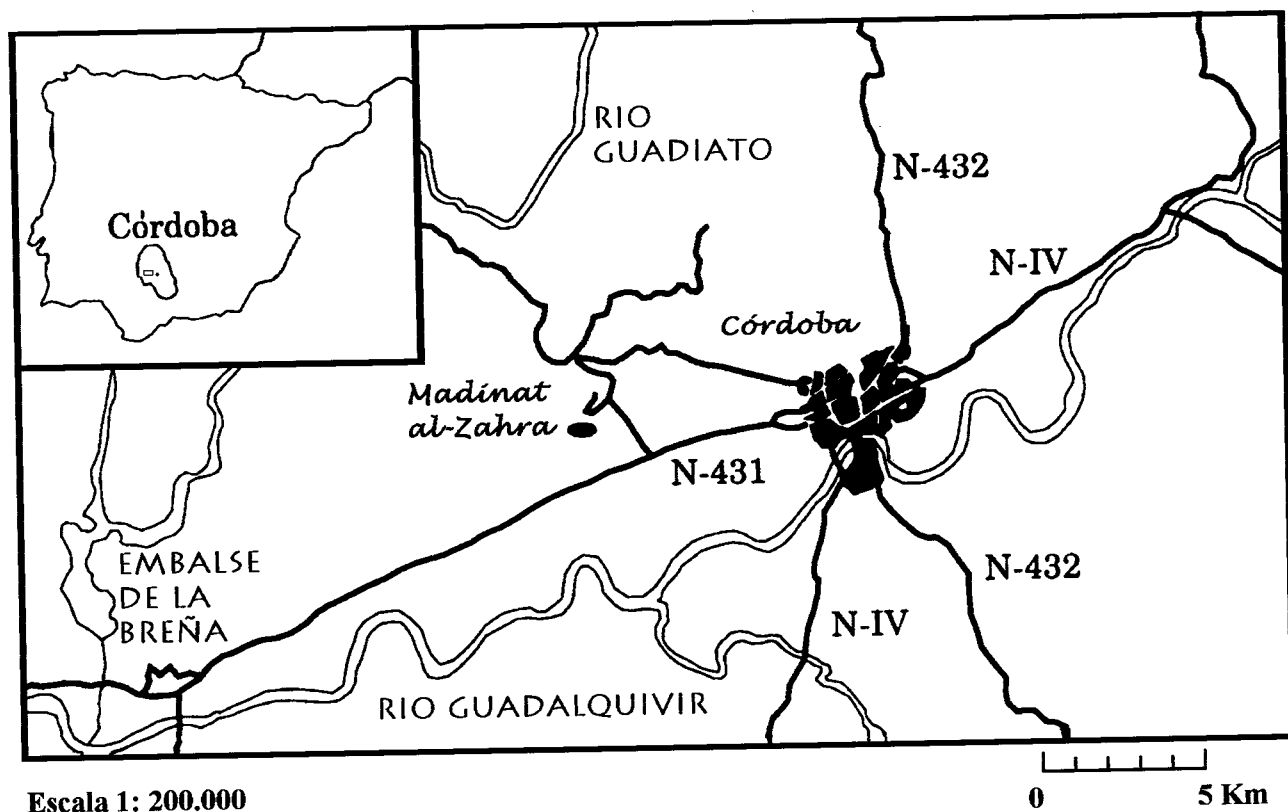 RIO
GUADIATO
N-432
Córdoba
N-IV
Córdoba
Madinat
al-Zahra
N-431
EMBALSE
DE LA
BREÑA
N-432
N-IV
RIO GUADALQUIVIR
Escala 1: 200.000
0 5 Km